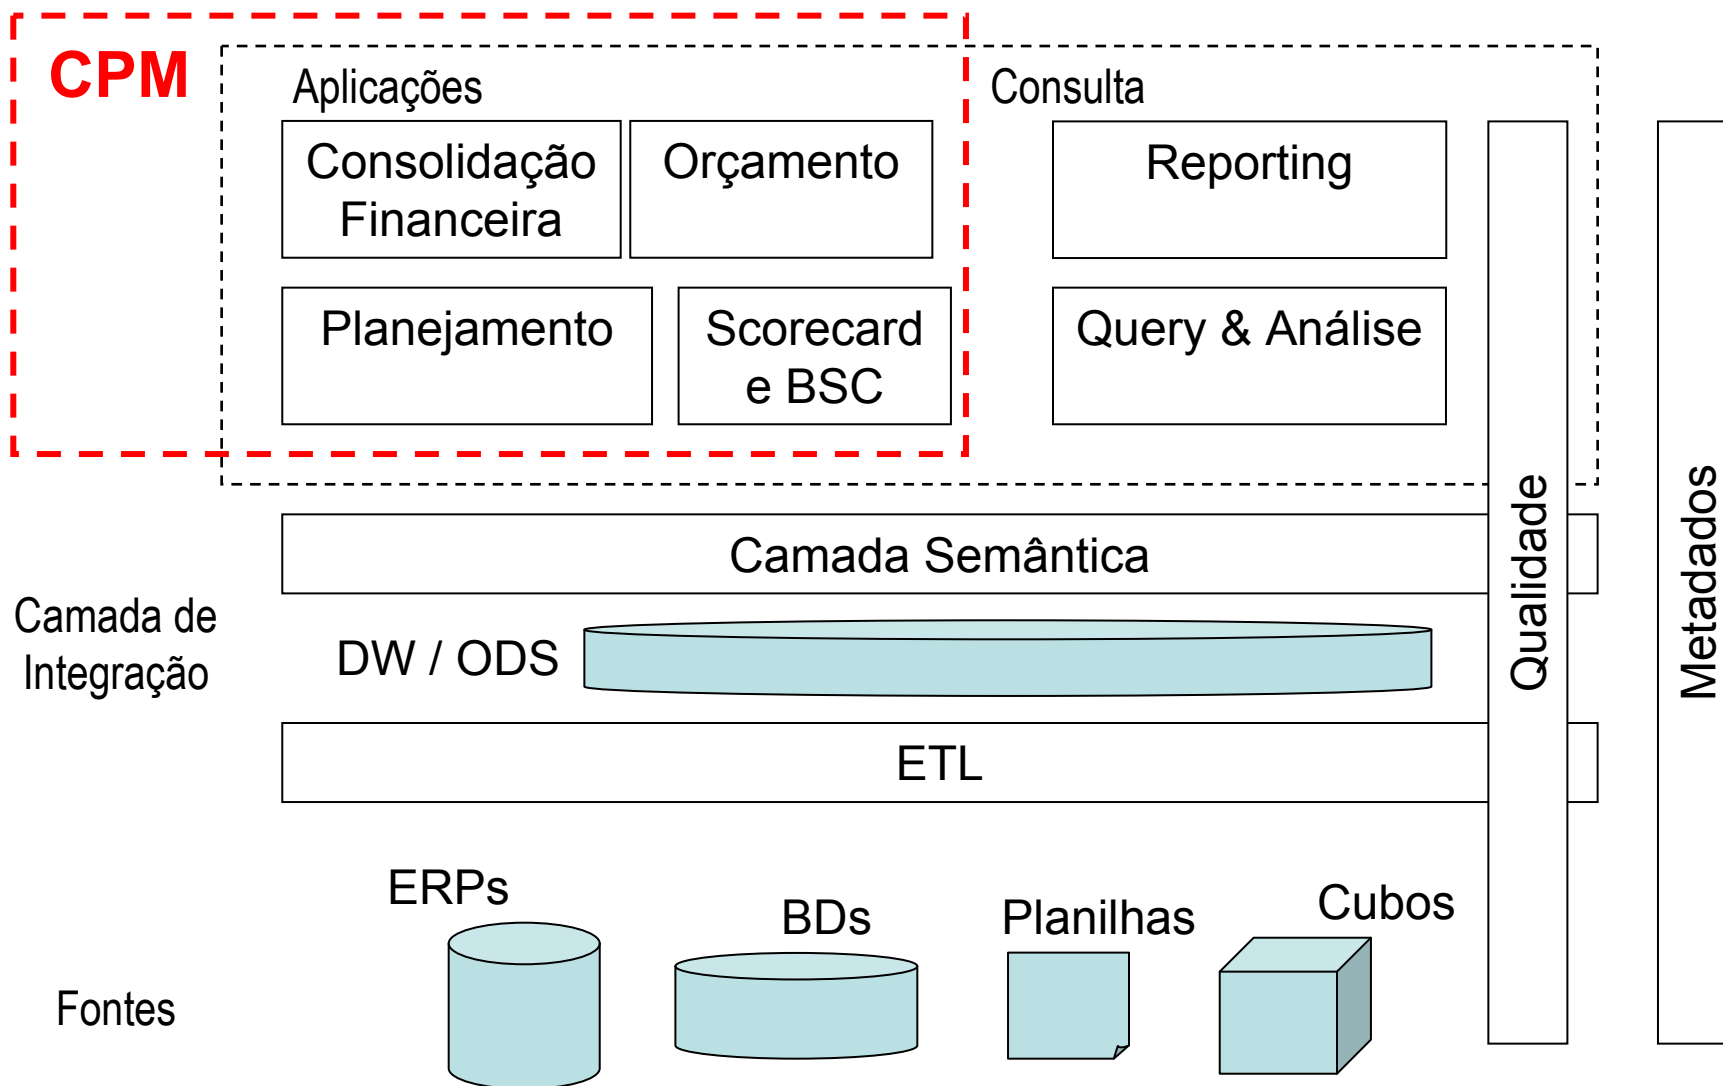 CPM
Aplicações
Consulta
Consolidação
Financeira
Orçamento
Reporting
Planejamento
Scorecard
e BSC
Query & Análise
Qualidade
Metadados
Camada Semântica
Camada de
Integração
DW / ODS
ETL
ERPs
BDs
Planilhas
Cubos
Fontes